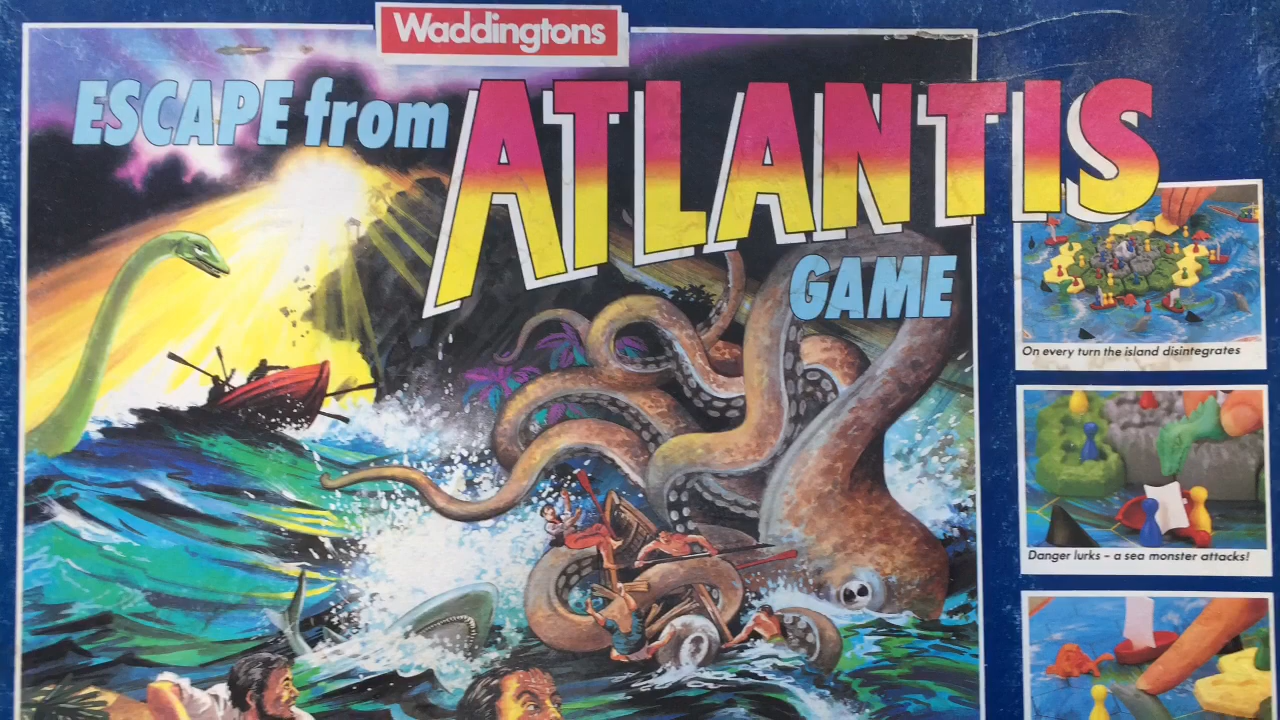 Waddingtons
ESCAPE from ATLANTIS
GAME
On every turn the island disintegrates
Danger lurks – a sea monster attacks!